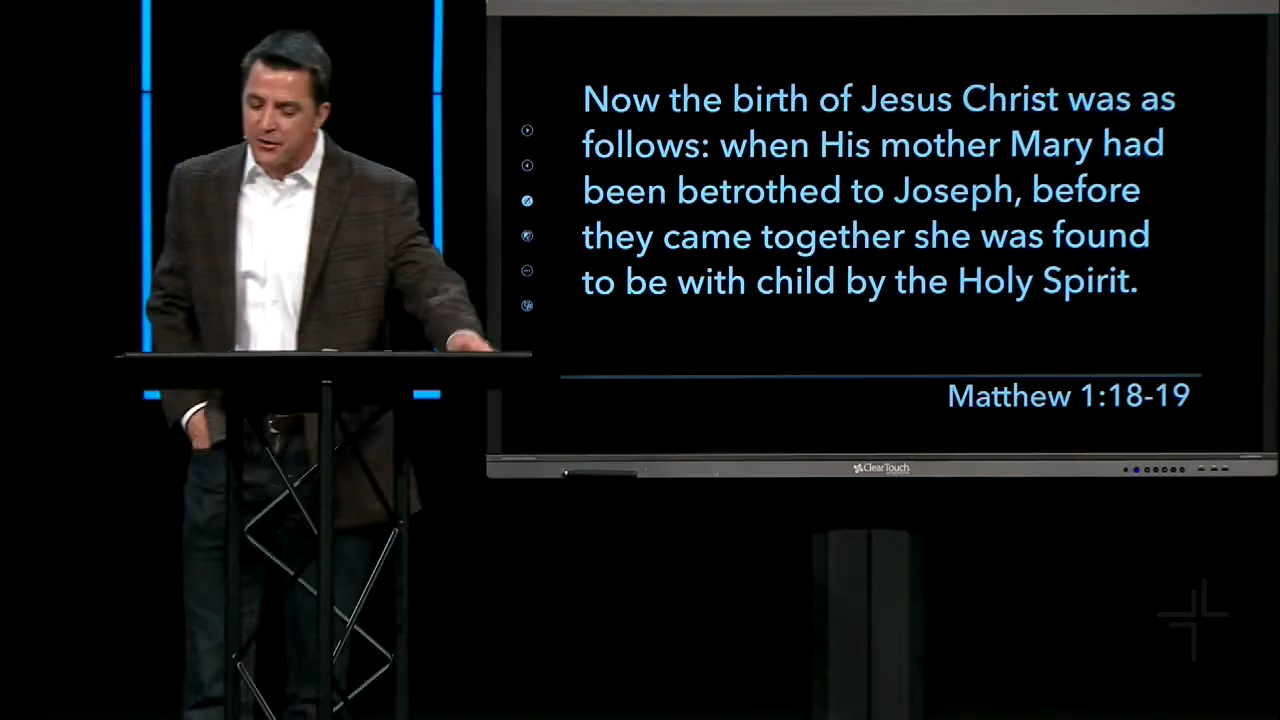 Now the birth of Jesus Christ was as
follows: when His mother Mary had
been betrothed to Joseph, before
they came together she was found
to be with child by the Holy Spirit.
Matthew 1:18-19
ClearTouch